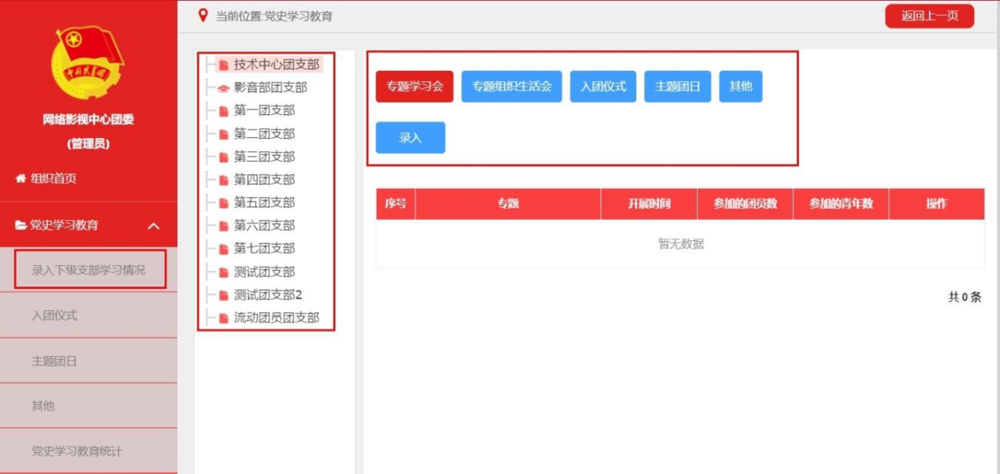 当前位置:党史学习教育
返回上一页
中国共青团
网络影视中心团委
(管理员)
组织首页
党史学习教育
录入下级支部学习情况
入团仪式
主题团日
其他
党史学习教育统计
技术中心团支部
影音部团支部
第一团支部
第二团支部
第三团支部
第四团支部
第五团支部
第六团支部
第七团支部
测试团支部
测试团支部2
流动团员团支部
专题学习会 专题组织生活会 入团仪式 主题团日 其他
录入
序号 专题 开展时间 参加的团员数 参加的青年数 操作
暂无数据
共 0 条